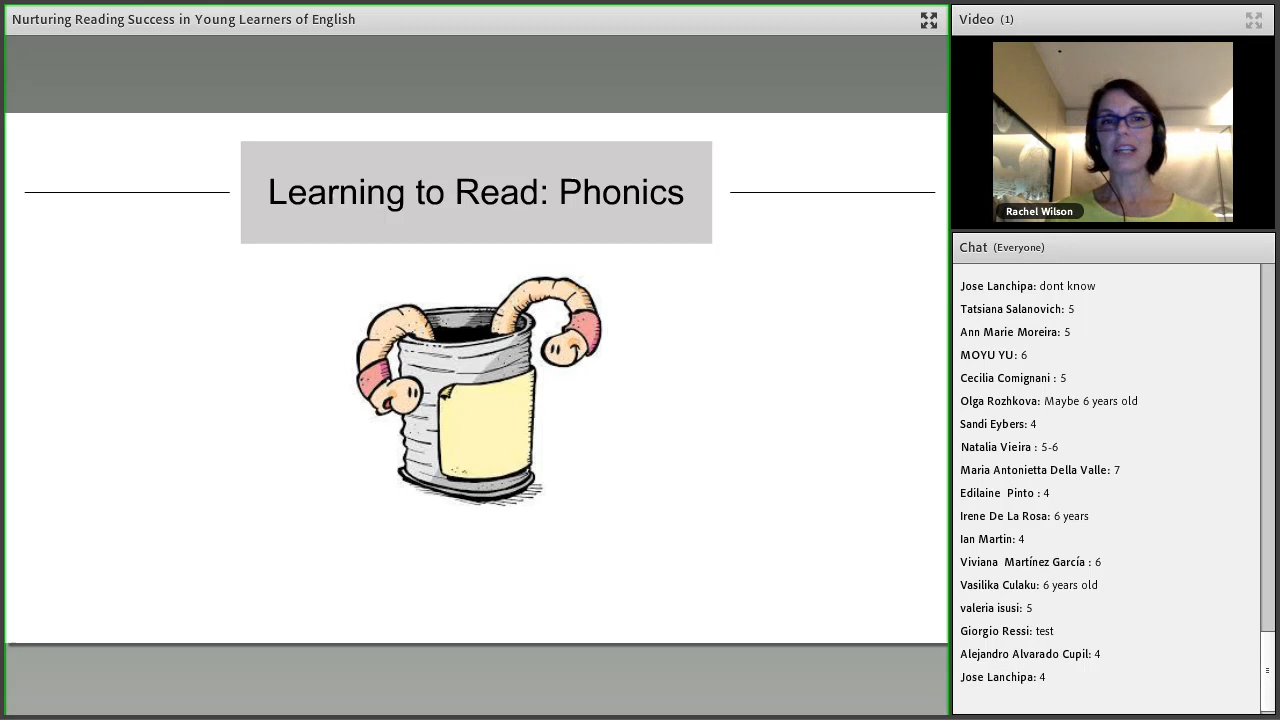 Nurturing Reading Success in Young Learners of English
Learning to Read: Phonics
Video (1)
Rachel Wilson
Chat (Everyone)
Jose Lanchipa: dont know
Tatsiana Salanovich: 5
Ann Marie Moreira: 5
MOYU YU: 6
Cecilia Comignani : 5
Olga Rozhkova: Maybe 6 years old
Sandi Eybers: 4
Natalia Vieira : 5-6
Maria Antonietta Della Valle: 7
Edilaine Pinto : 4
Irene De La Rosa: 6 years
Ian Martin: 4
Viviana Martínez García : 6
Vasilika Culaku: 6 years old
valeria isusi: 5
Giorgio Ressi: test
Alejandro Alvarado Cupil: 4
Jose Lanchipa: 4